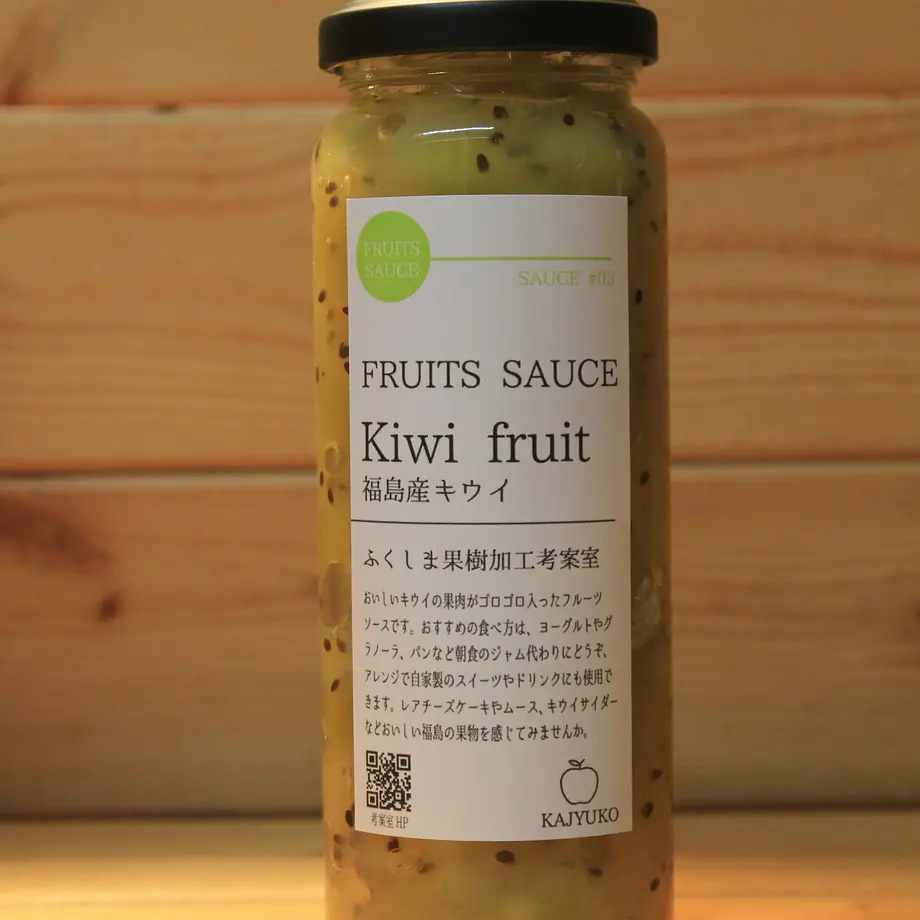 FRUITS
SAUCE
SAUCE #03
FRUITS SAUCE
Kiwi fruit
福島産キウイ
ふくしま果樹加工考案室
おいしいキウイの果肉がゴロゴロ入ったフルーツ
ソースです。おすすめの食べ方は、ヨーグルトやグ
ラノーラ、パンなど朝食のジャム代わりにどうぞ、
アレンジで自家製のスイーツやドリンクにも使用で
きます。レアチーズケーキやムース、キウイサイダー
などおいしい福島の果物を感じてみませんか。
考案室HP
KAJYUKO